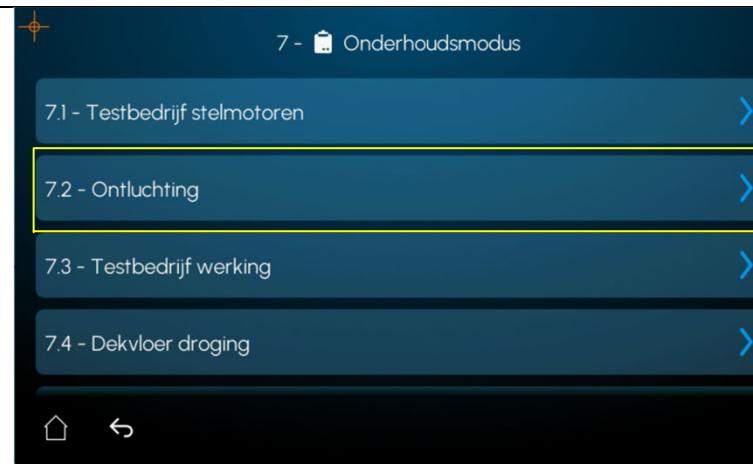 7 - Onderhoudsmodus
7.1 - Testbedrijf stelmotoren
7.2 - Ontluchting
7.3 - Testbedrijf werking
7.4 - Dekvloer droging